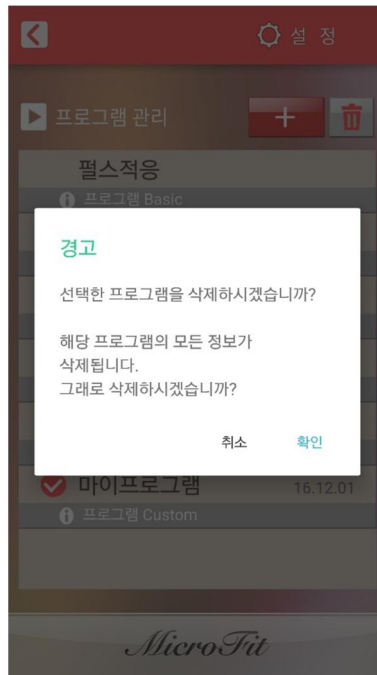 설 정
프로그램 관리
펄스적응
프로그램 Basic
경고
선택한 프로그램을 삭제하시겠습니까?
해당 프로그램의 모든 정보가
삭제됩니다.
그래로 삭제하시겠습니까?
취소 확인
마이프로그램 16.12.01
프로그램 Custom
MicroFit